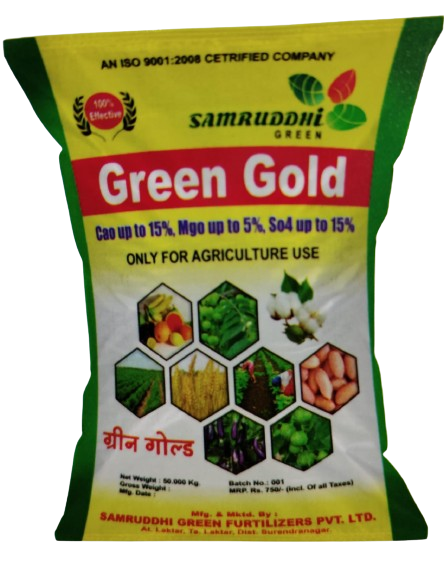 AN ISO 9001:2008 CETRIFIED COMPANY
100%
Effective
SAMRUDDHi
GREEN
Green Gold
Cao up to 15%, Mgo up to 5%, So4 up to 15%
ONLY FOR AGRICULTURE USE
ग्रीन गोल्ड
Net Weight : 50.000 Kg.
Gross Weight :
Mfg. Date :
Batch No.: 001
MRP. Rs. 750/- (Incl. Of all Taxes)
Mfg. & Mktd. By :
SAMRUDDHI GREEN FURTILIZERS PVT. LTD.
At. Laktar, Ta. Laktar, Dist. Surendranagar.